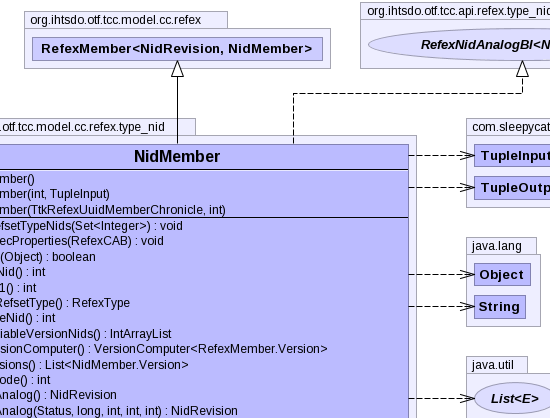 org.ihtsdo.otf.tcc.model.cc.refex
RefexMember<NidRevision, NidMember>
org.ihtsdo.otf.tcc.api.refex.type_nid
RefexNidAnalogBI<N
otf.tcc.model.cc.refex.type_nid
NidMember
mber()
mber(int, TupleInput)
mber(TtkRefexUuidMemberChronicle, int)
efsetTypeNids(Set<Integer>) : void
ecProperties(RefexCAB) : void
(Object) : boolean
Nid() : int
1() : int
RefsetType() : RefexType
eNid() : int
iableVersionNids() : IntArrayList
sionComputer() : VersionComputer<RefexMember.Version>
sions() : List<NidMember.Version>
ode() : int
Analog() : NidRevision
Analog(Status, long, int, int, int) : NidRevision
com.sleepycat
TupleInput
TupleOutp
java.lang
Object
String
java.util
List<E>